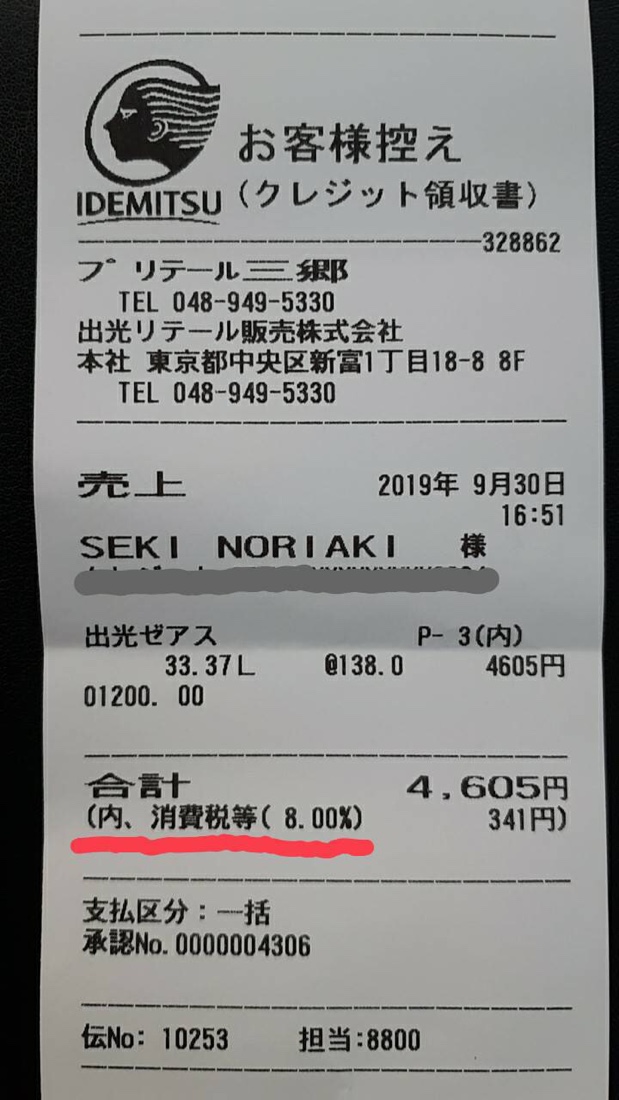 IDEMITSU
お客様控え
(クレジット領収書)
328862
プ リテール三郷
TEL 048-949-5330
出光リテール販売株式会社
本社 東京都中央区新富1丁目18-8 8F
TEL 048-949-5330
売上 2019年 9月30日
16:51
SEKI NORIAKI 様
出光ゼアス P- 3(内)
33.37L @138.0 4605円
01200. 00
合計 4,605円
(内、消費税等( 8.00%) 341円)
支払区分:一括
承認No.0000004306
伝No: 10253 担当:8800